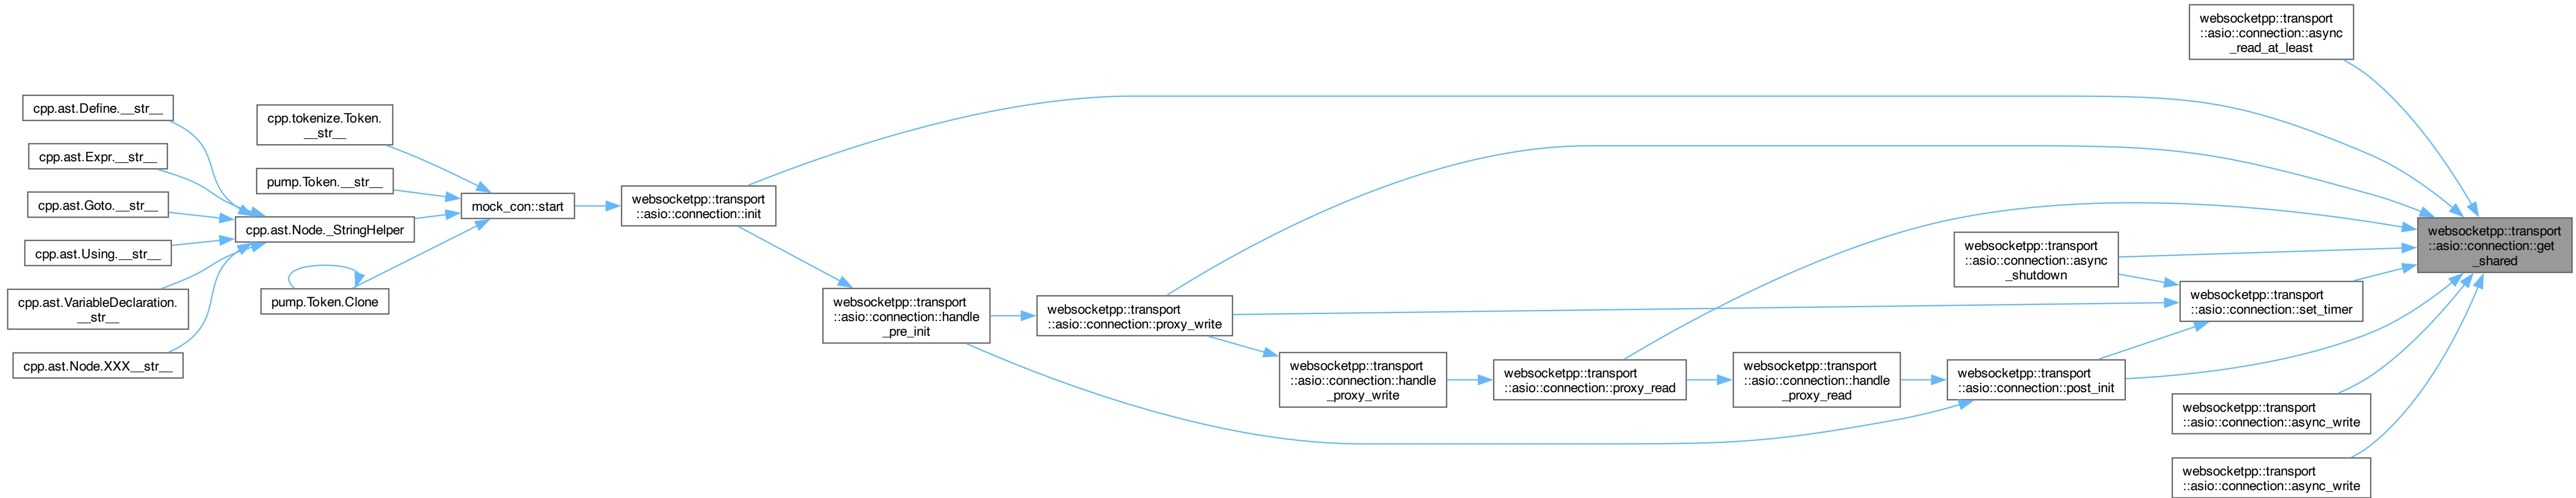 cpp.ast.Define.__str__
cpp.ast.Expr.__str__
cpp.ast.Goto.__str__
cpp.ast.Using.__str__
cpp.ast.VariableDeclaration.
__str__
cpp.ast.Node.XXX__str__
cpp.tokenize.Token.
__str__
pump.Token.__str__
cpp.ast.Node._StringHelper
pump.Token.Clone
mock_con::start
websocketpp::transport
::asio::connection::init
websocketpp::transport
::asio::connection::handle
_pre_init
websocketpp::transport
::asio::connection::proxy_write
websocketpp::transport
::asio::connection::handle
_proxy_write
websocketpp::transport
::asio::connection::proxy_read
websocketpp::transport
::asio::connection::handle
_proxy_read
websocketpp::transport
::asio::connection::async
_shutdown
websocketpp::transport
::asio::connection::post_init
websocketpp::transport
::asio::connection::async
_read_at_least
websocketpp::transport
::asio::connection::set_timer
websocketpp::transport
::asio::connection::async_write
websocketpp::transport
::asio::connection::async_write
websocketpp::transport
::asio::connection::get
_shared